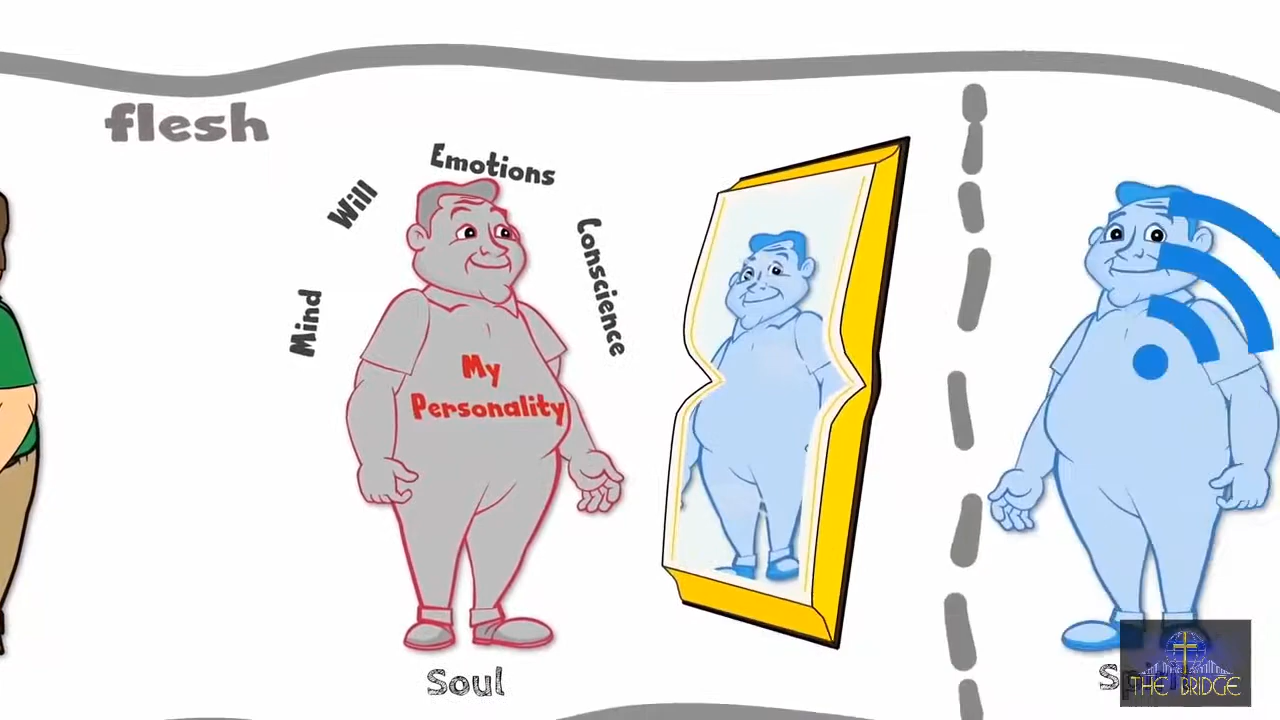 flesh
Emotions
Will
Conscience
Mind
My
Personality
Soul
THE BRIDGE